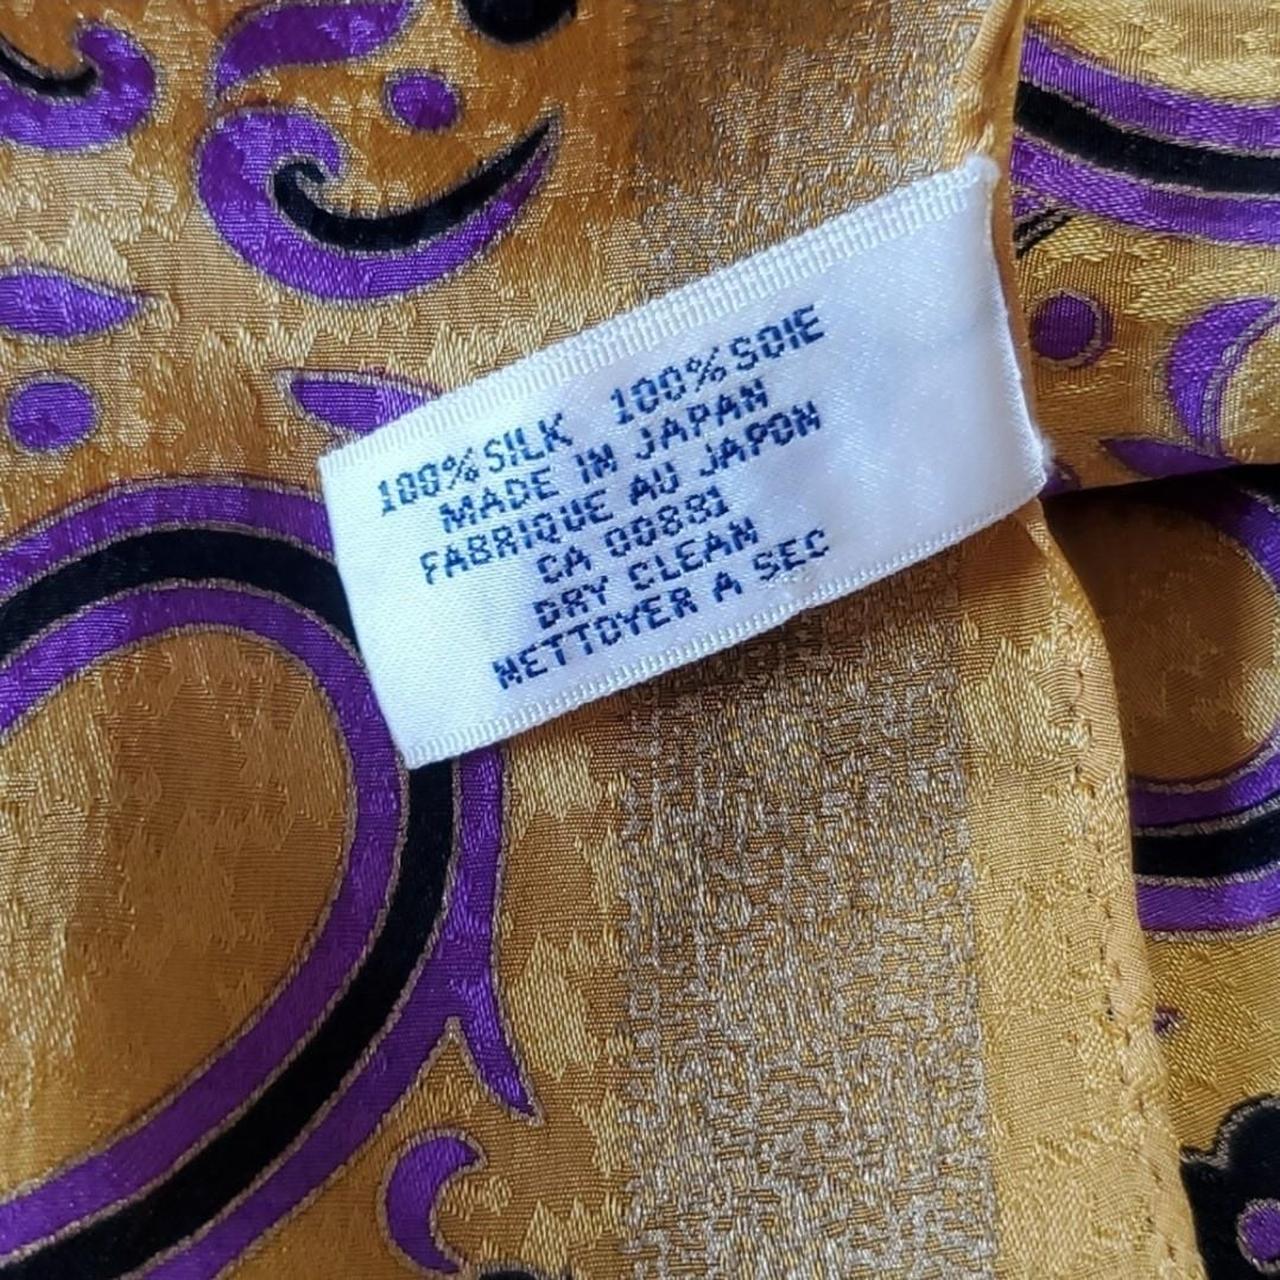 100% SILK 100% SOIE
MADE IN JAPAN
FABRIQUE AU JAPON
CA 00881
DRY CLEAN
NETTOYER A SEC